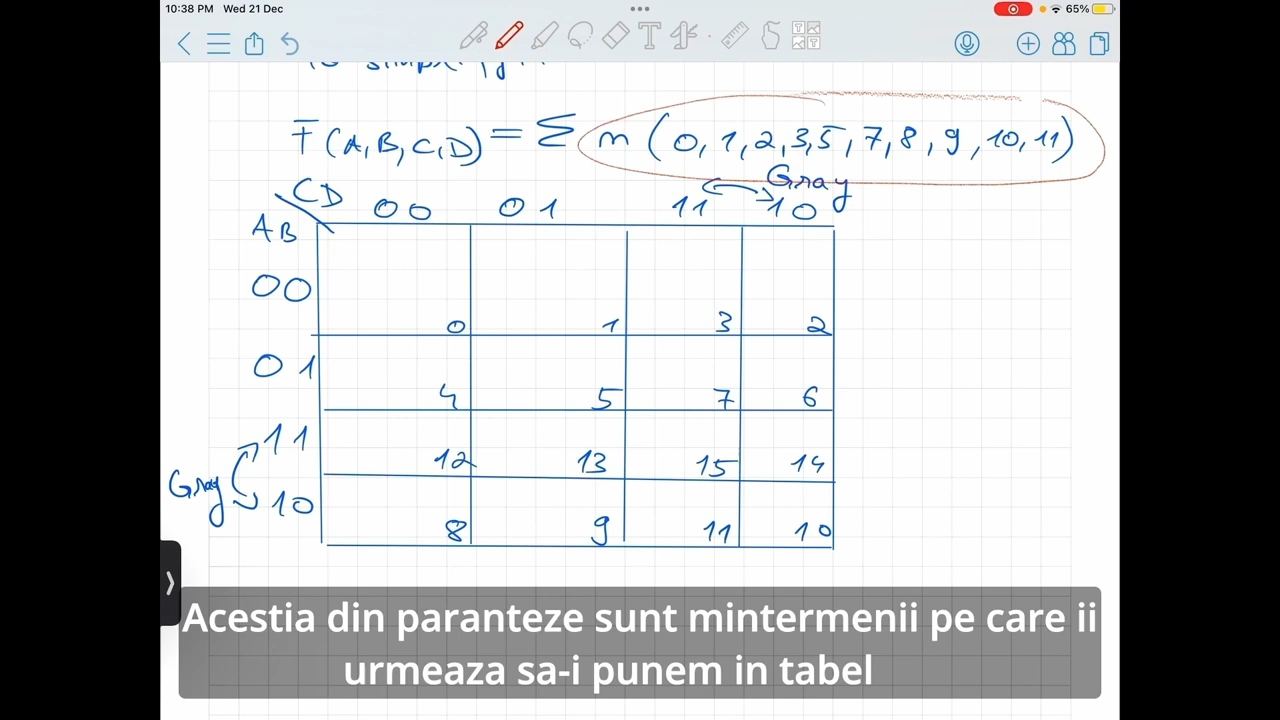 10:38 PM Wed 21 Dec
65%
F(A,B,C,D) = Σ m (0,1,2,3,5,7,8,9,10,11)
Gray
CD 00 01 11 10
AB
00
0 1 3 2
01
4 5 7 6
11
12 13 15 14
Gray
10
8 9 11 10
Acestia din paranteze sunt mintermenii pe care ii
urmeaza sa-i punem in tabel